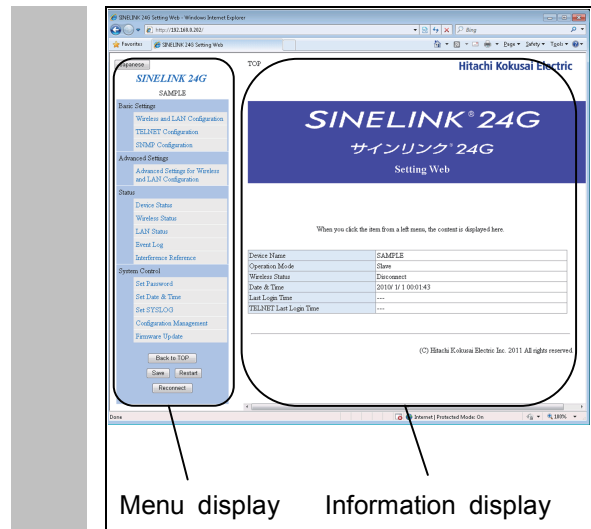 SINELINK 24G Setting Web - Windows Internet Explorer
http://192.168.0.202/
Bing
Favorites SINELINK 24G Setting Web
Page Safety Tools
Japanese
SINELINK 24G
SAMPLE
Basic Settings
Wireless and LAN Configuration
TELNET Configuration
SNMP Configuration
Advanced Settings
Advanced Settings for Wireless
and LAN Configuration
Status
Device Status
Wireless Status
LAN Status
Event Log
Interference Reference
System Control
Set Password
Set Date & Time
Set SYSLOG
Configuration Management
Firmware Update
Back to TOP
Save Restart
Reconnect
TOP
Hitachi Kokusai Electric
SINELINK® 24G
サインリンク® 24G
Setting Web
When you click the item from a left menu, the content is displayed here.
Device Name SAMPLE
Operation Mode Slave
Wireless Status Disconnect
Date & Time 2010/ 1/ 1 00:01:43
Last Login Time ---
TELNET Last Login Time ---
(C) Hitachi Kokusai Electric Inc. 2011 All rights reserved.
Done
Internet | Protected Mode: On
100%
Menu display Information display